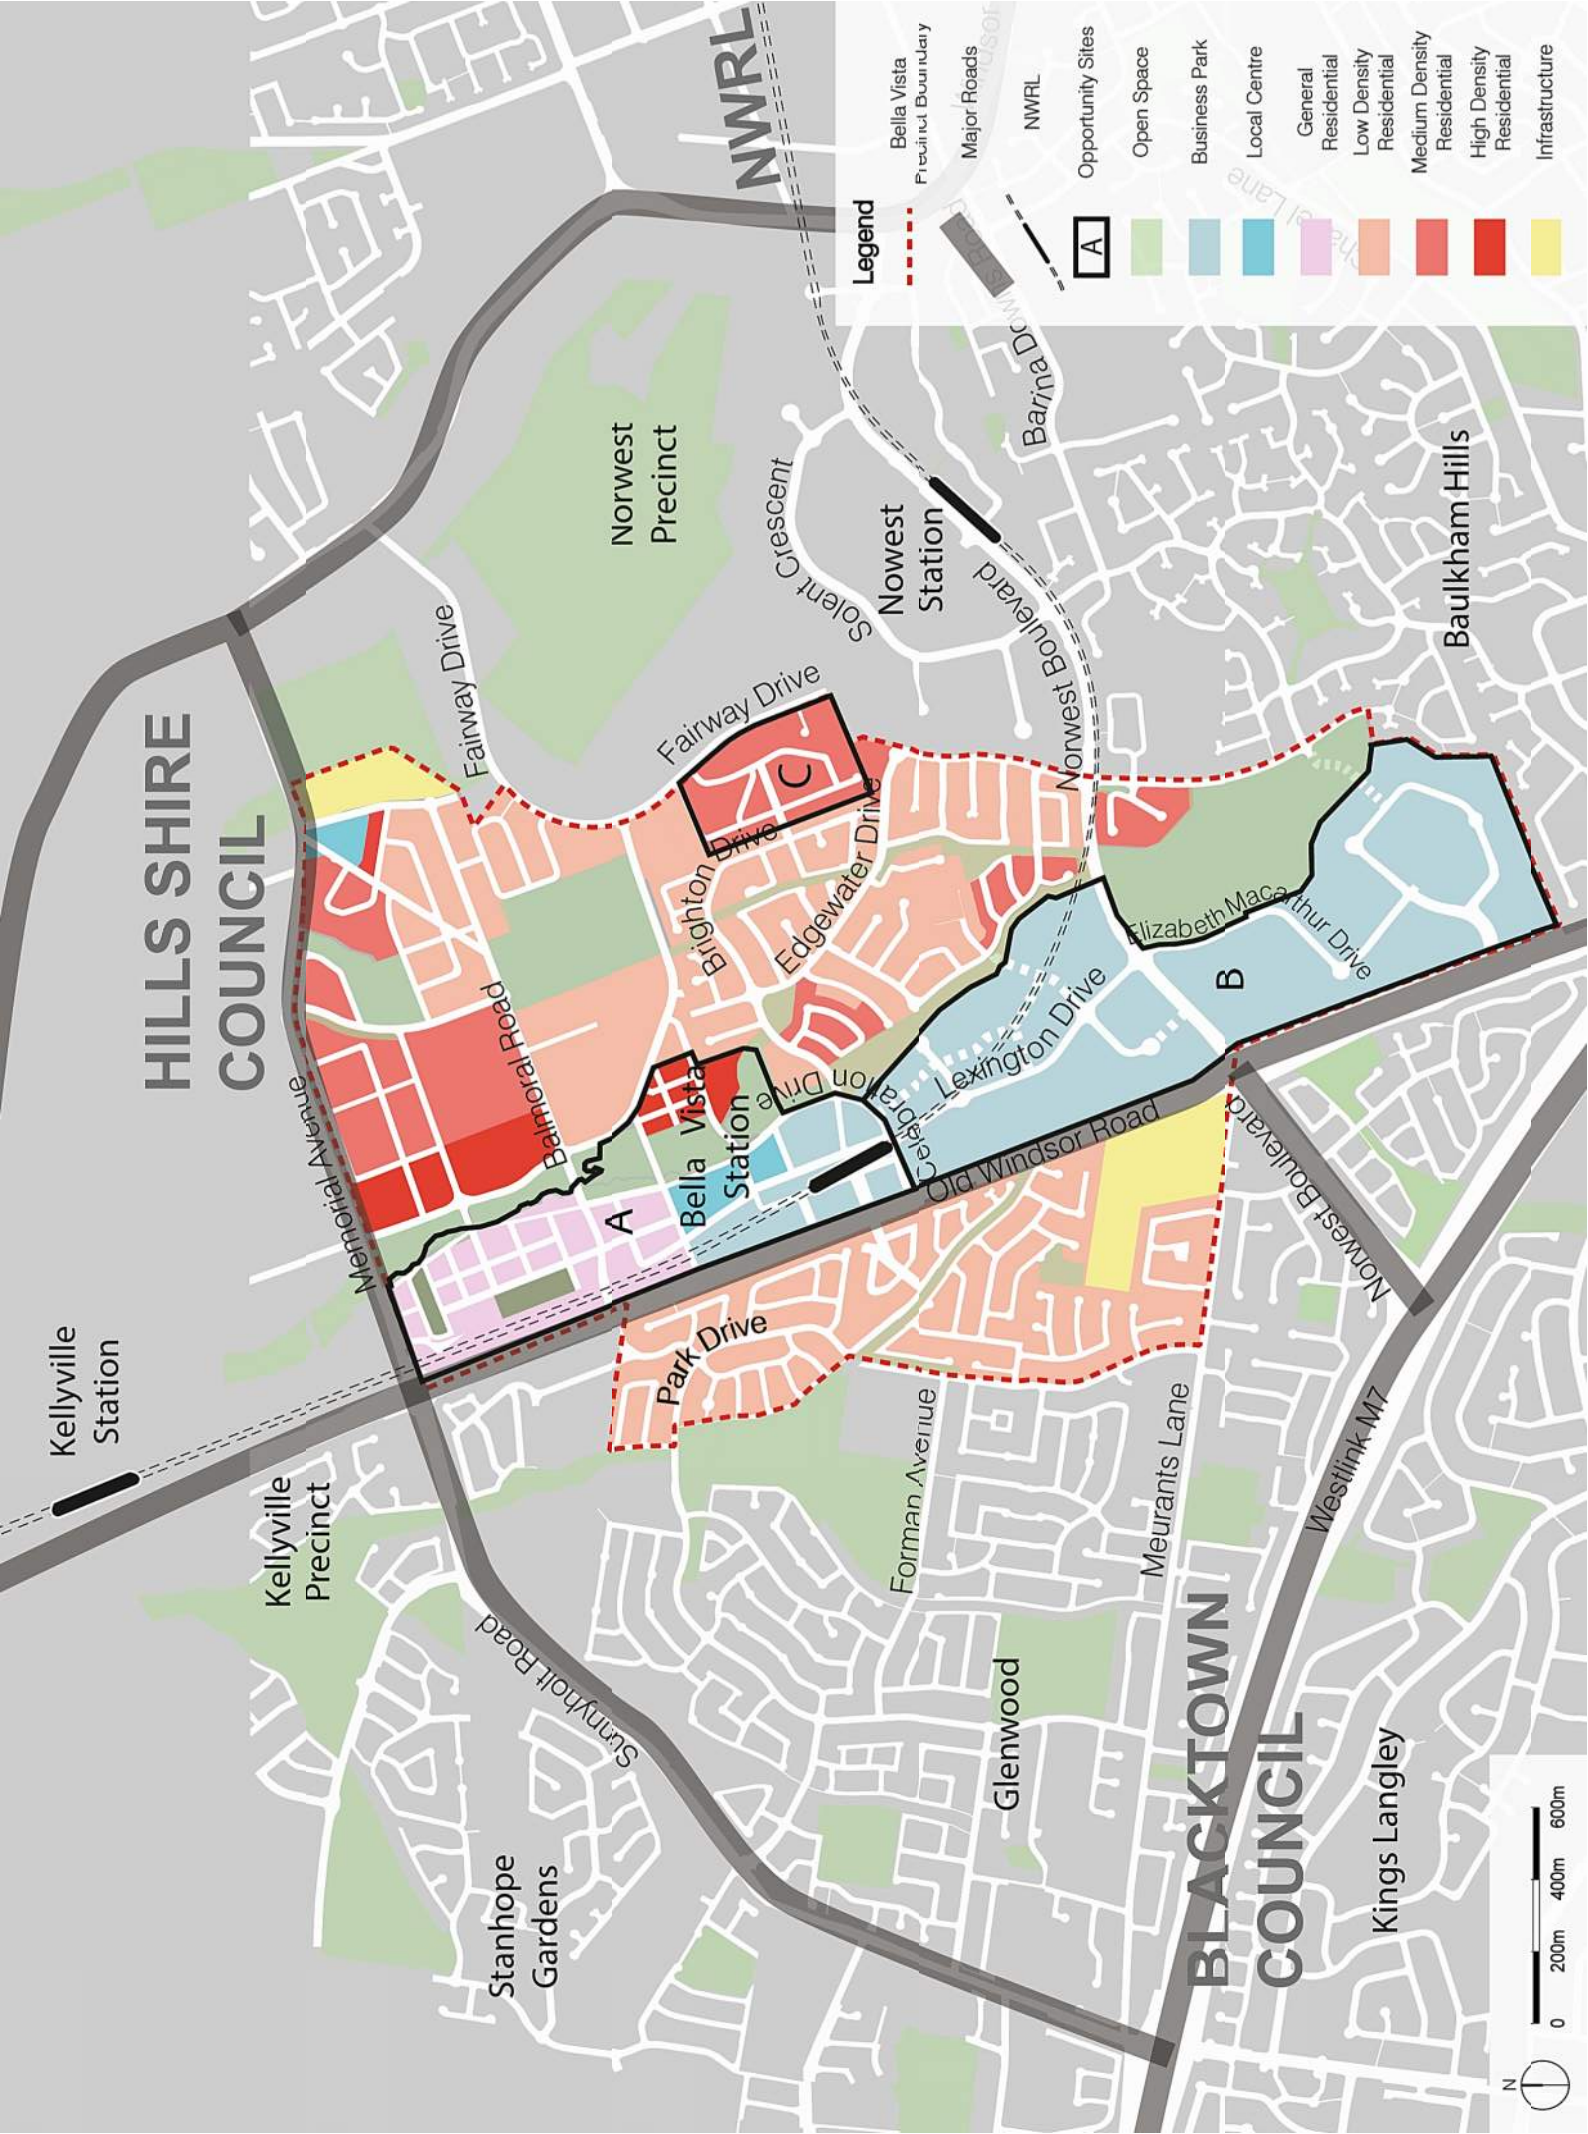 HILLS SHIRE
COUNCIL
NWRL
Kellyville
Station
Kellyville
Precinct
Norwest
Precinct
Nowest
Station
Bella Vista
Station
Stanhope
Gardens
Glenwood
BLACKTOWN
COUNCIL
Kings Langley
Baulkham Hills
A
B
C
Memorial Avenue
Balmoral Road
Fairway Drive
Fairway Drive
Brighton Drive
Edgewater Drive
Solent Crescent
Norwest Boulevard
Norwest Boulevard
Barina Downs Road
Elizabeth Macarthur Drive
Lexington Drive
Celebration Drive
Old Windsor Road
Norwest Boulevard
Park Drive
Forman Avenue
Meurants Lane
Westlink M7
Sunnyholt Road
Legend
Bella Vista
Precinct Boundary
Major Roads
NWRL
A
Opportunity Sites
Open Space
Business Park
Local Centre
General
Residential
Low Density
Residential
Medium Density
Residential
High Density
Residential
Infrastructure
N
0 200m 400m 600m